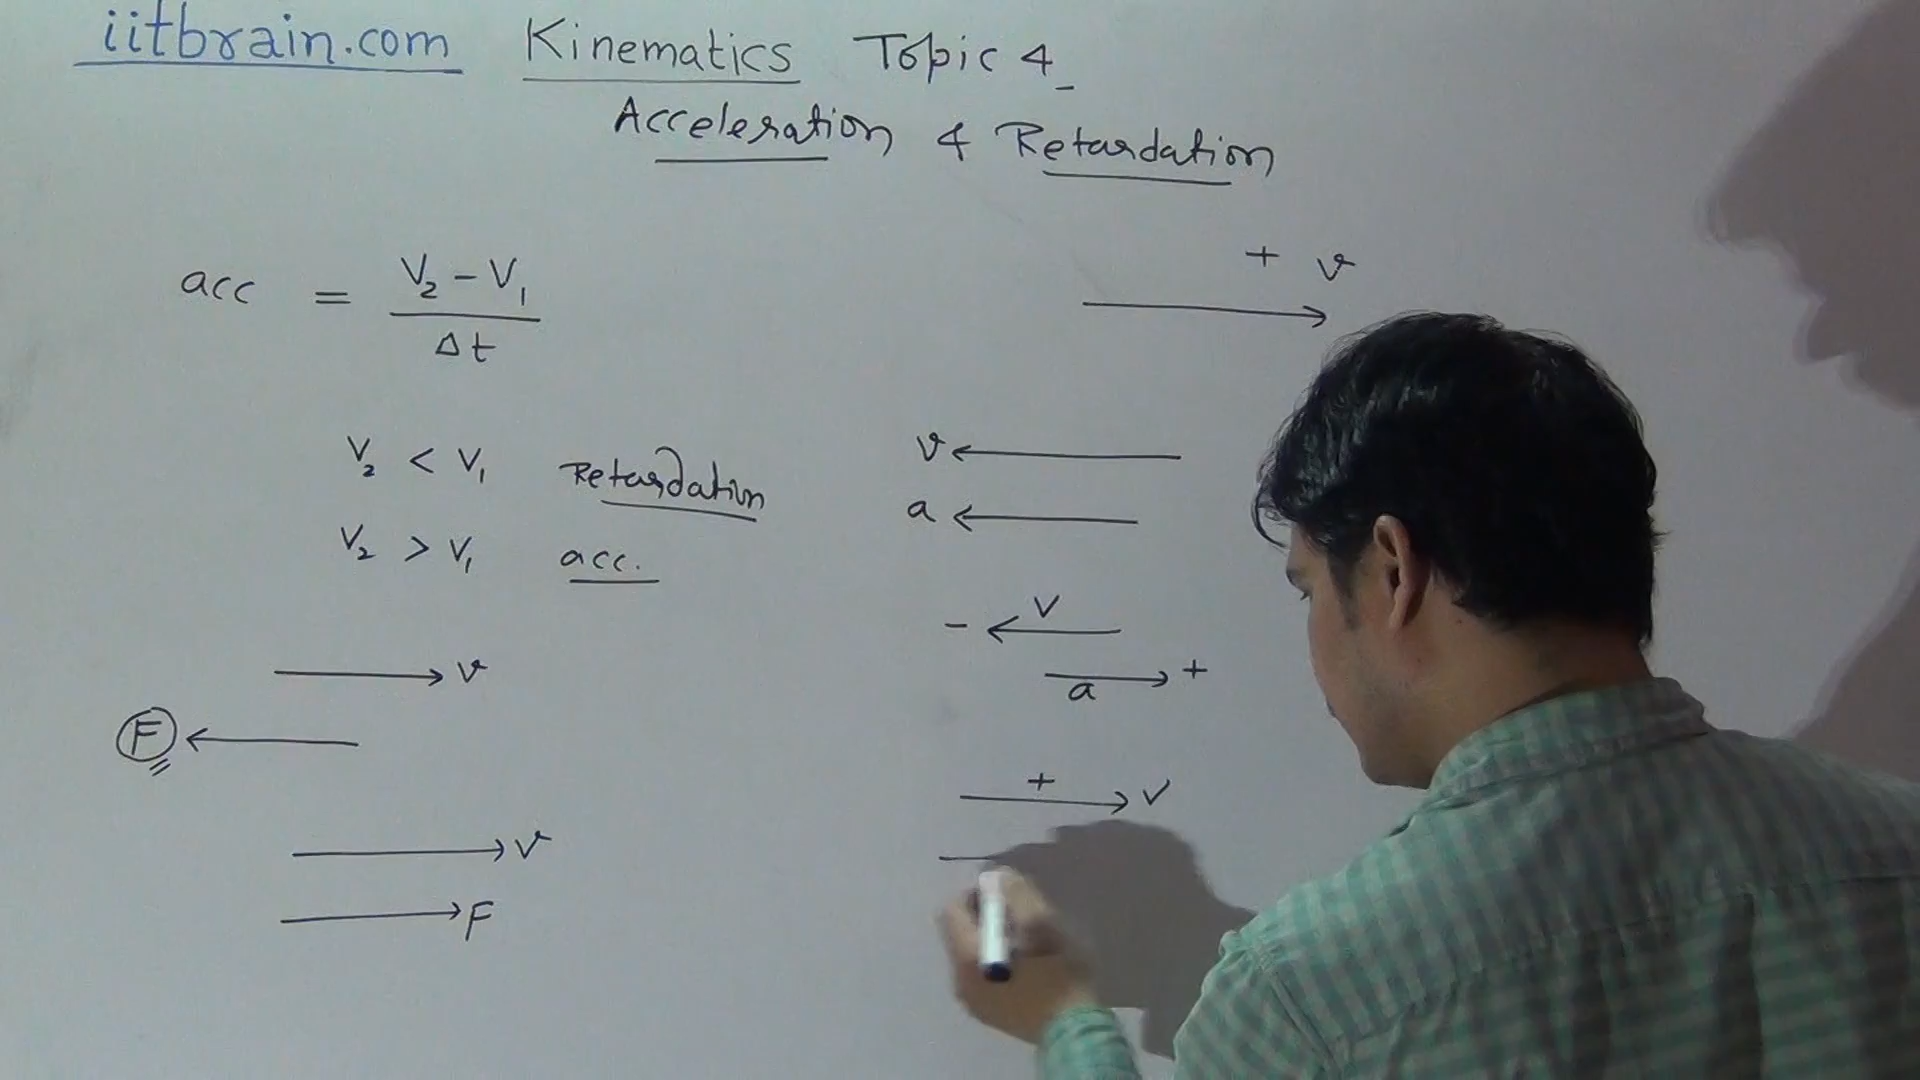 iitbrain.com Kinematics Topic 4
Acceleration & Retardation
acc = V₂ - V₁
Δt
V₂ < V₁ Retardation
V₂ > V₁ acc.
v
F
v
F
+ v
v
a
- v
a +
+ v